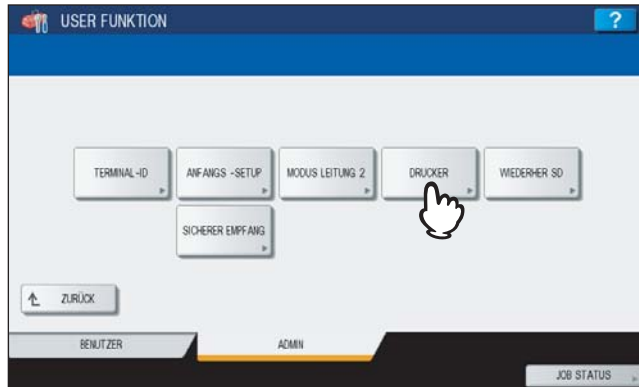 USER FUNKTION ?
TERMINAL-ID ANFANGS -SETUP MODUS LEITUNG 2 DRUCKER WIEDERHER SD
SICHERER EMPFANG
ZURÜCK
BENUTZER ADMIN
JOB STATUS